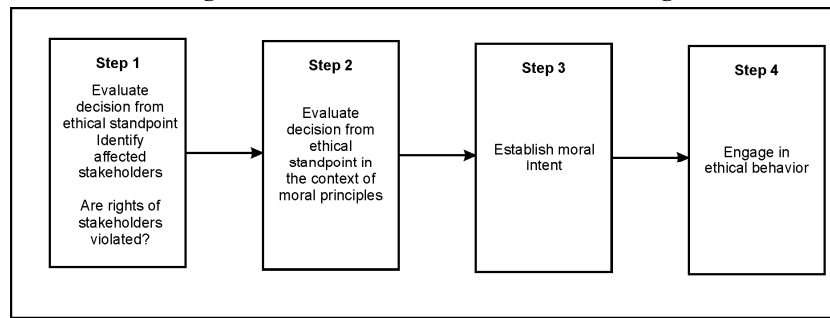 Step 1
Evaluate
decision from
ethical standpoint
Identify
affected
stakeholders
Are rights of
stakeholders
violated?
Step 2
Evaluate
decision from
ethical
standpoint in
the context of
moral principles
Step 3
Establish moral
intent
Step 4
Engage in
ethical behavior